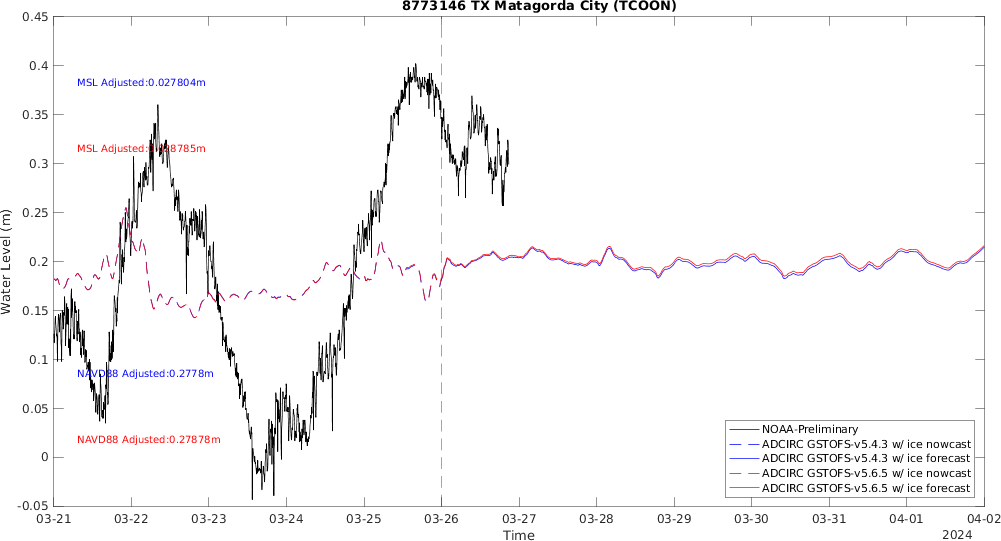 8773146 TX Matagorda City (TCOON)
0.45
0.4
0.35
0.3
0.25
0.2
0.15
0.1
0.05
0
-0.05
Water Level (m)
MSL Adjusted:0.027804m
MSL Adjusted:0.028785m
NAVD88 Adjusted:0.2778m
NAVD88 Adjusted:0.27878m
NOAA-Preliminary
ADCIRC GSTOFS-v5.4.3 w/ ice nowcast
ADCIRC GSTOFS-v5.4.3 w/ ice forecast
ADCIRC GSTOFS-v5.6.5 w/ ice nowcast
ADCIRC GSTOFS-v5.6.5 w/ ice forecast
03-21 03-22 03-23 03-24 03-25 03-26 03-27 03-28 03-29 03-30 03-31 04-01 04-02
Time
2024